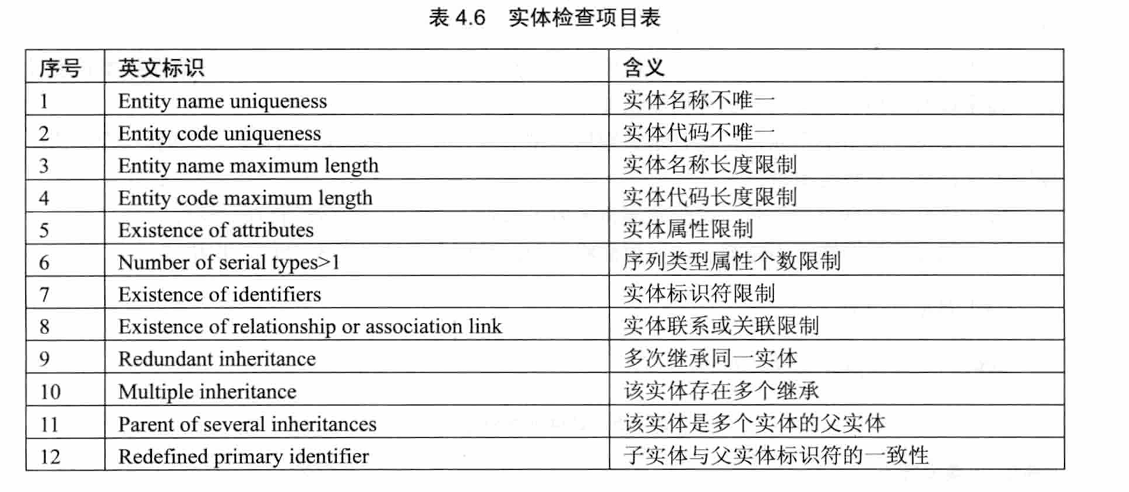 表 4.6 实体检查项目表
序号 英文标识 含义
1 Entity name uniqueness 实体名称不唯一
2 Entity code uniqueness 实体代码不唯一
3 Entity name maximum length 实体名称长度限制
4 Entity code maximum length 实体代码长度限制
5 Existence of attributes 实体属性限制
6 Number of serial types>1 序列类型属性个数限制
7 Existence of identifiers 实体标识符限制
8 Existence of relationship or association link 实体联系或关联限制
9 Redundant inheritance 多次继承同一实体
10 Multiple inheritance 该实体存在多个继承
11 Parent of several inheritances 该实体是多个实体的父实体
12 Redefined primary identifier 子实体与父实体标识符的一致性